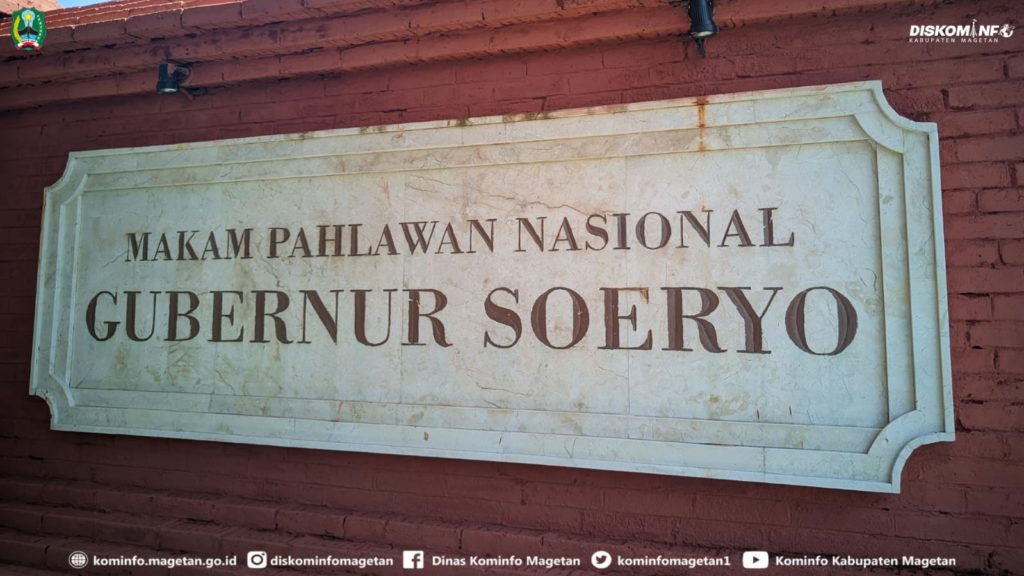 DISKOMINFO
KABUPATEN MAGETAN
MAKAM PAHLAWAN NASIONAL
GUBERNUR SOERYO
kominfo.magetan.go.id diskominfomagetan Dinas Kominfo Magetan kominfomagetan1 Kominfo Kabupaten Magetan